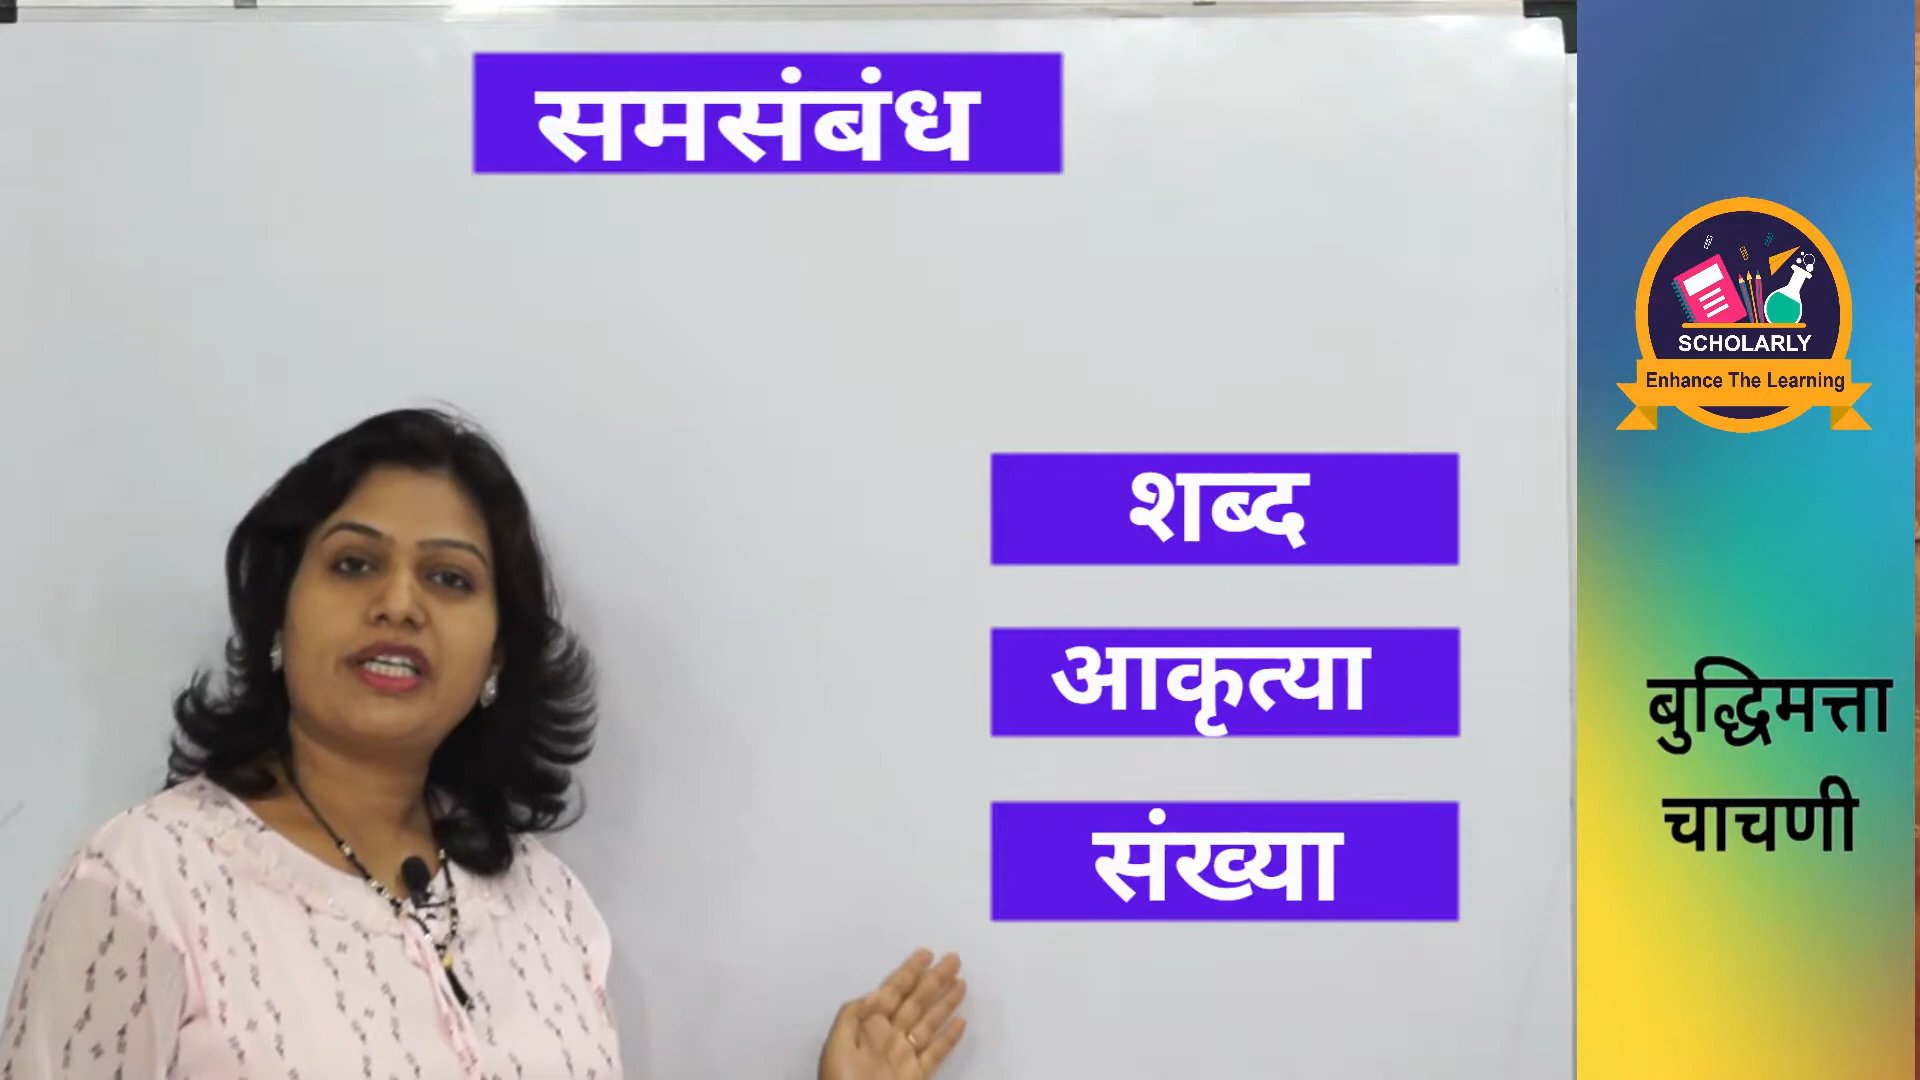 समसंबंध
शब्द
आकृत्या
संख्या
SCHOLARLY
Enhance The Learning
बुद्धिमत्ता
चाचणी